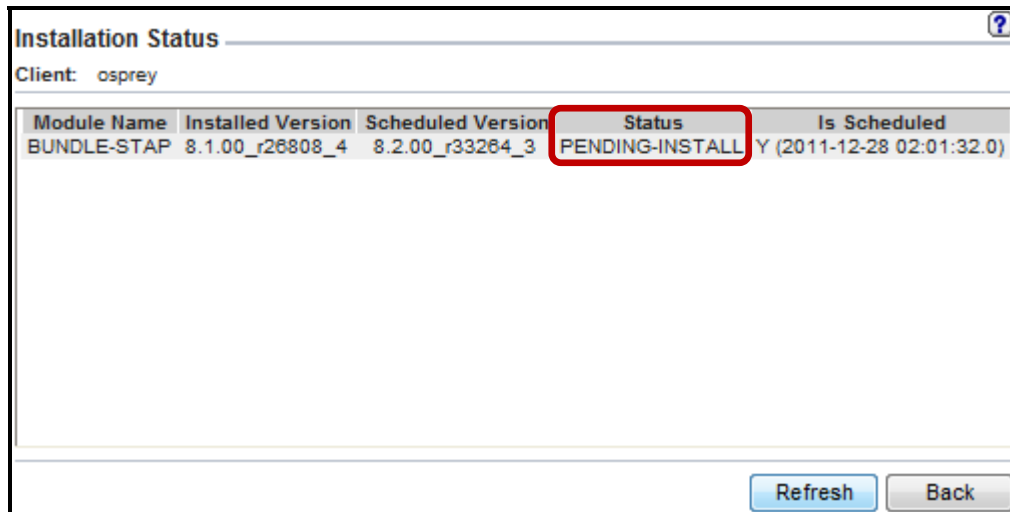 ?
Installation Status
Client: osprey
Module Name Installed Version Scheduled Version Status Is Scheduled
BUNDLE-STAP 8.1.00_r26808_4 8.2.00_r33264_3 PENDING-INSTALL Y (2011-12-28 02:01:32.0)
Refresh Back